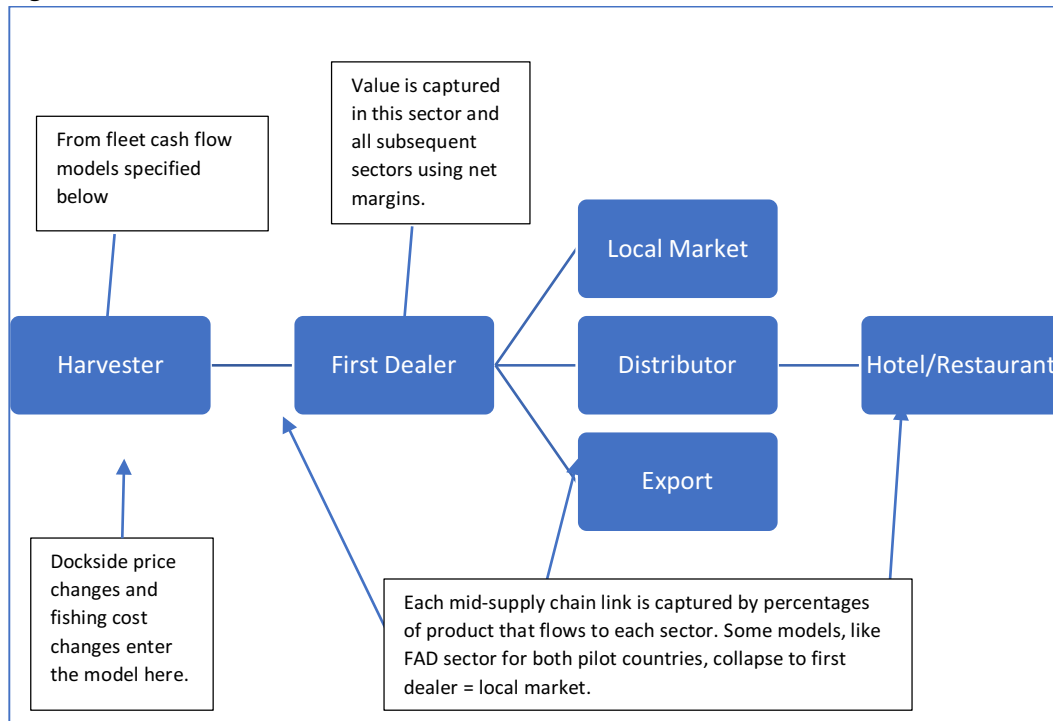 From fleet cash flow
models specified
below
Value is captured
in this sector and
all subsequent
sectors using net
margins.
Harvester
First Dealer
Local Market
Distributor
Export
Hotel/Restaurant
Dockside price
changes and
fishing cost
changes enter
the model here.
Each mid-supply chain link is captured by percentages
of product that flows to each sector. Some models, like
FAD sector for both pilot countries, collapse to first
dealer = local market.